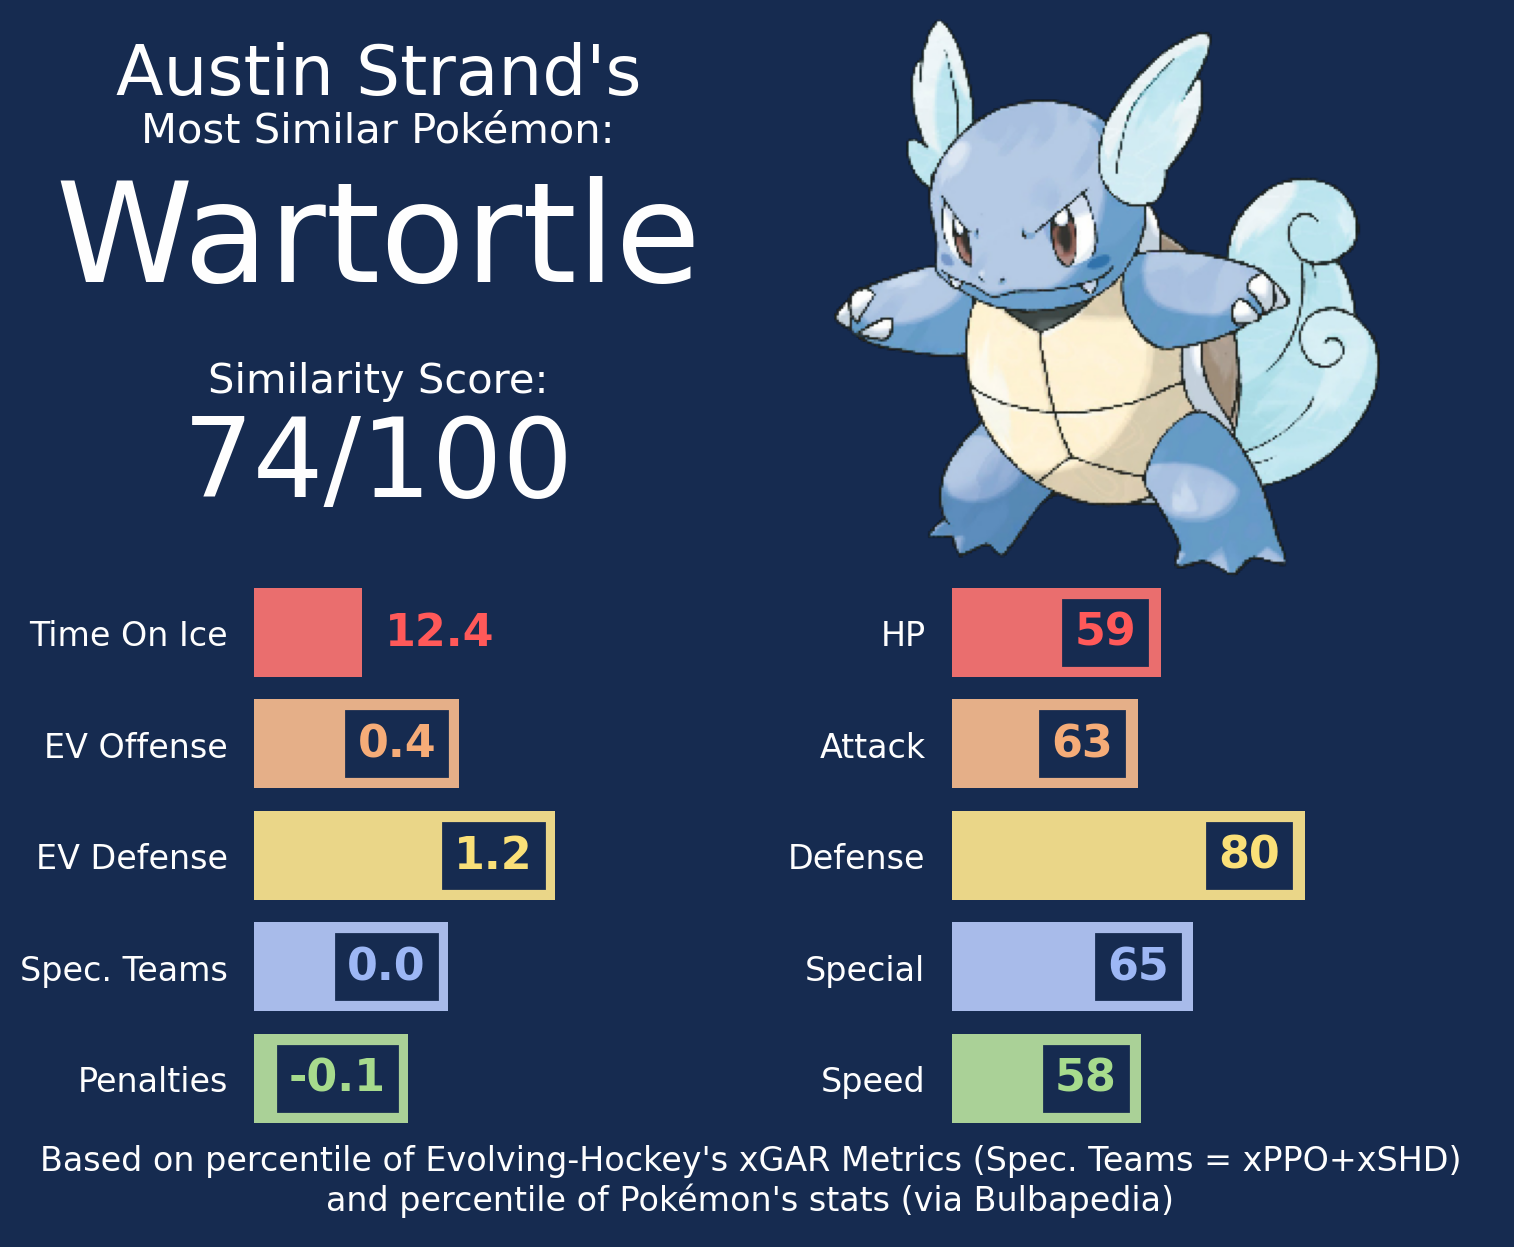 Austin Strand's
Most Similar Pokémon:
Wartortle
Similarity Score:
74/100
Time On Ice 12.4
EV Offense 0.4
EV Defense 1.2
Spec. Teams 0.0
Penalties -0.1
HP 59
Attack 63
Defense 80
Special 65
Speed 58
Based on percentile of Evolving-Hockey's xGAR Metrics (Spec. Teams = xPPO+xSHD)
and percentile of Pokémon's stats (via Bulbapedia)